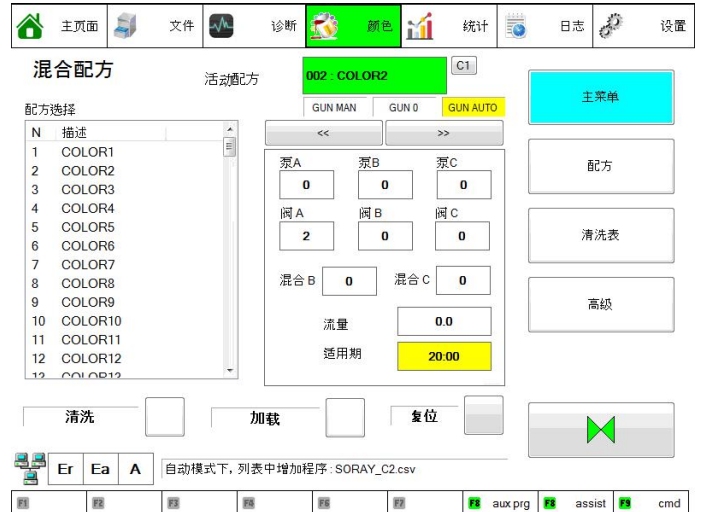 主页面 文件 诊断 颜色 统计 日志 设置
混合配方 活动配方 002 : COLOR2 C1
配方选择 GUN MAN GUN 0 GUN AUTO
N 描述
<< >>
1 COLOR1
2 COLOR2
3 COLOR3
4 COLOR4
5 COLOR5
6 COLOR6
7 COLOR7
8 COLOR8
9 COLOR9
10 COLOR10
11 COLOR11
12 COLOR12
13 COLOR13
泵A 泵B 泵C
0 0 0
阀 A 阀 B 阀 C
2 0 0
混合 B 0 混合 C 0
流量 0.0
适用期 20:00
主菜单
配方
清洗表
高级
清洗 加载 复位
Er Ea A 自动模式下, 列表中增加程序 : SORAY_C2.csv
F1 F2 F3 F4 F6 F7 F8 aux prg F8 assist F9 cmd